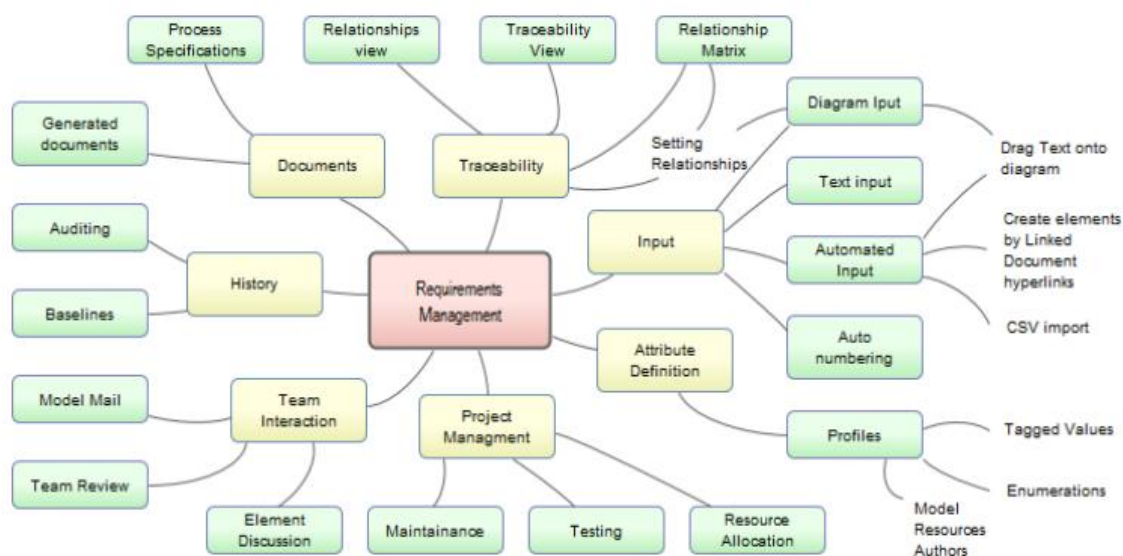 Process
Specifications
Relationships
view
Traceability
View
Relationship
Matrix
Diagram Iput
Generated
documents
Documents
Traceability
Setting
Relationships
Drag Text onto
diagram
Text input
Auditing
Input
Automated
Input
Create elements
by Linked
Document
hyperlinks
History
Requirements
Management
Baselines
CSV import
Auto
numbering
Attribute
Definition
Model Mail
Team
Interaction
Project
Managment
Profiles
Tagged Values
Team Review
Enumerations
Element
Discussion
Maintainance
Testing
Resource
Allocation
Model
Resources
Authors